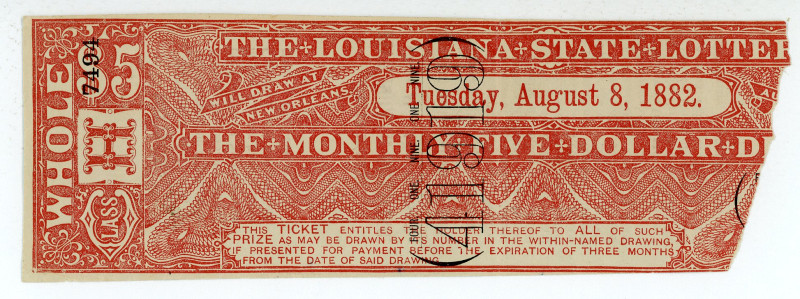 WHOLE
7494
5
H
CLASS
THE LOUISIANA STATE LOTTER
WILL DRAW AT
NEW ORLEANS
Tuesday, August 8, 1882.
THE MONTH FIVE DOLLAR D
THIS TICKET ENTITLES THE HOLDER THEREOF TO ALL OF SUCH
PRIZE AS MAY BE DRAWN BY ITS NUMBER IN THE WITHIN-NAMED DRAWING,
IF PRESENTED FOR PAYMENT BEFORE THE EXPIRATION OF THREE MONTHS
FROM THE DATE OF SAID DRAWING